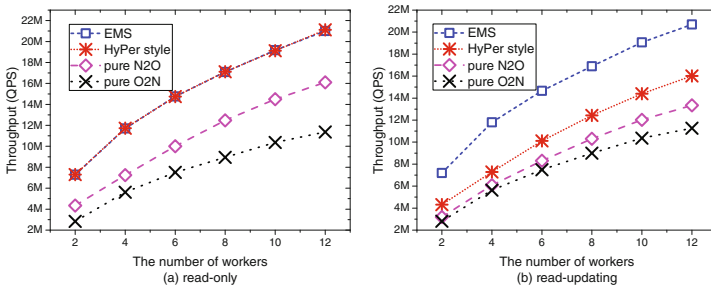 22M
20M
18M
16M
14M
12M
10M
8M
6M
4M
2M
Throughput (QPS)
EMS
HyPer style
pure N2O
pure O2N
2 4 6 8 10 12
The number of workers
(a) read-only
22M
20M
18M
16M
14M
12M
10M
8M
6M
4M
2M
Throughput (QPS)
EMS
HyPer style
pure N2O
pure O2N
2 4 6 8 10 12
The number of workers
(b) read-updating